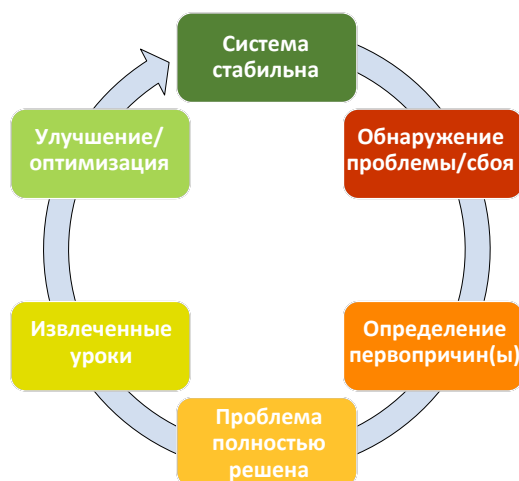 Система
стабильна
Обнаружение
проблемы/сбоя
Определение
первопричин(ы)
Проблема
полностью
решена
Извлеченные
уроки
Улучшение/
оптимизация